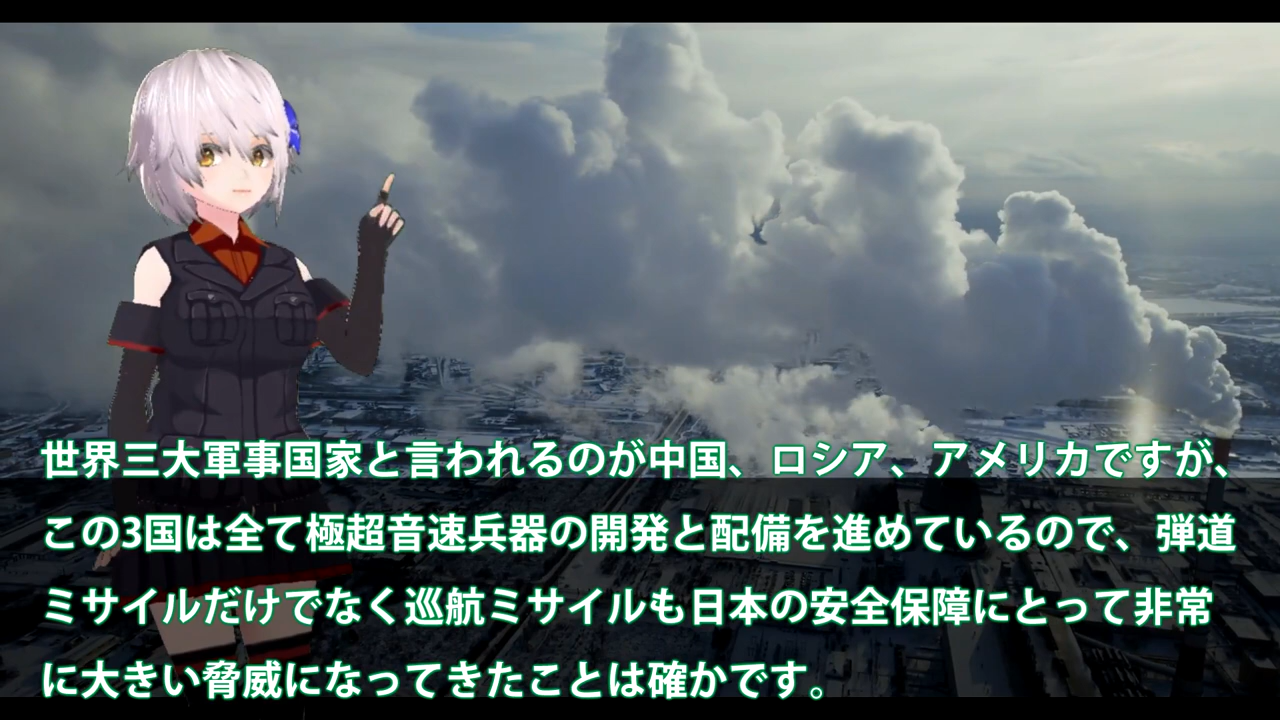 世界三大軍事国家と言われるのが中国、ロシア、アメリカですが、
この3国は全て極超音速兵器の開発と配備を進めているので、弾道
ミサイルだけでなく巡航ミサイルも日本の安全保障にとって非常
に大きい脅威になってきたことは確かです。